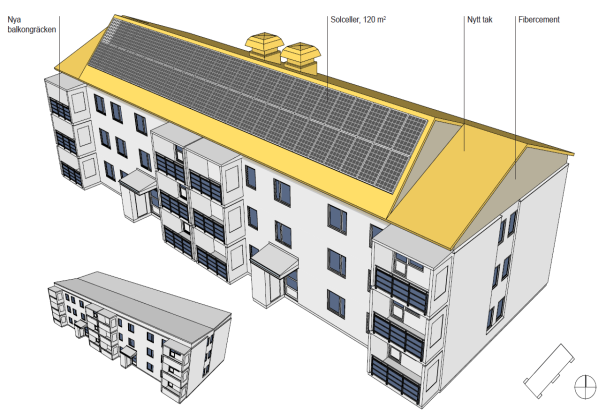 Nya
balkongräcken
Solceller, 120 m²
Nytt tak
Fibercement